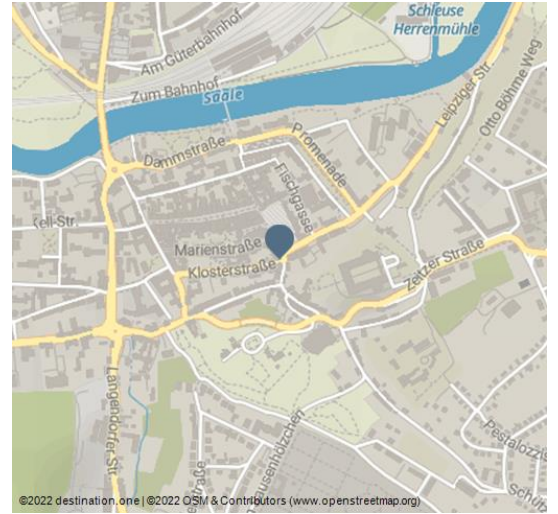 Schleuse
Herrenmühle
Am Güterbahnhof
Zum Bahnhof
Saale
Leipziger Str.
Otto Böhme Weg
Promenade
Dammstraße
Fischgasse
Marienstraße
Klosterstraße
Zeitzer Straße
Langendorfer Str.
©2022 destination.one | ©2022 OSM & Contributors (www.openstreetmap.org)